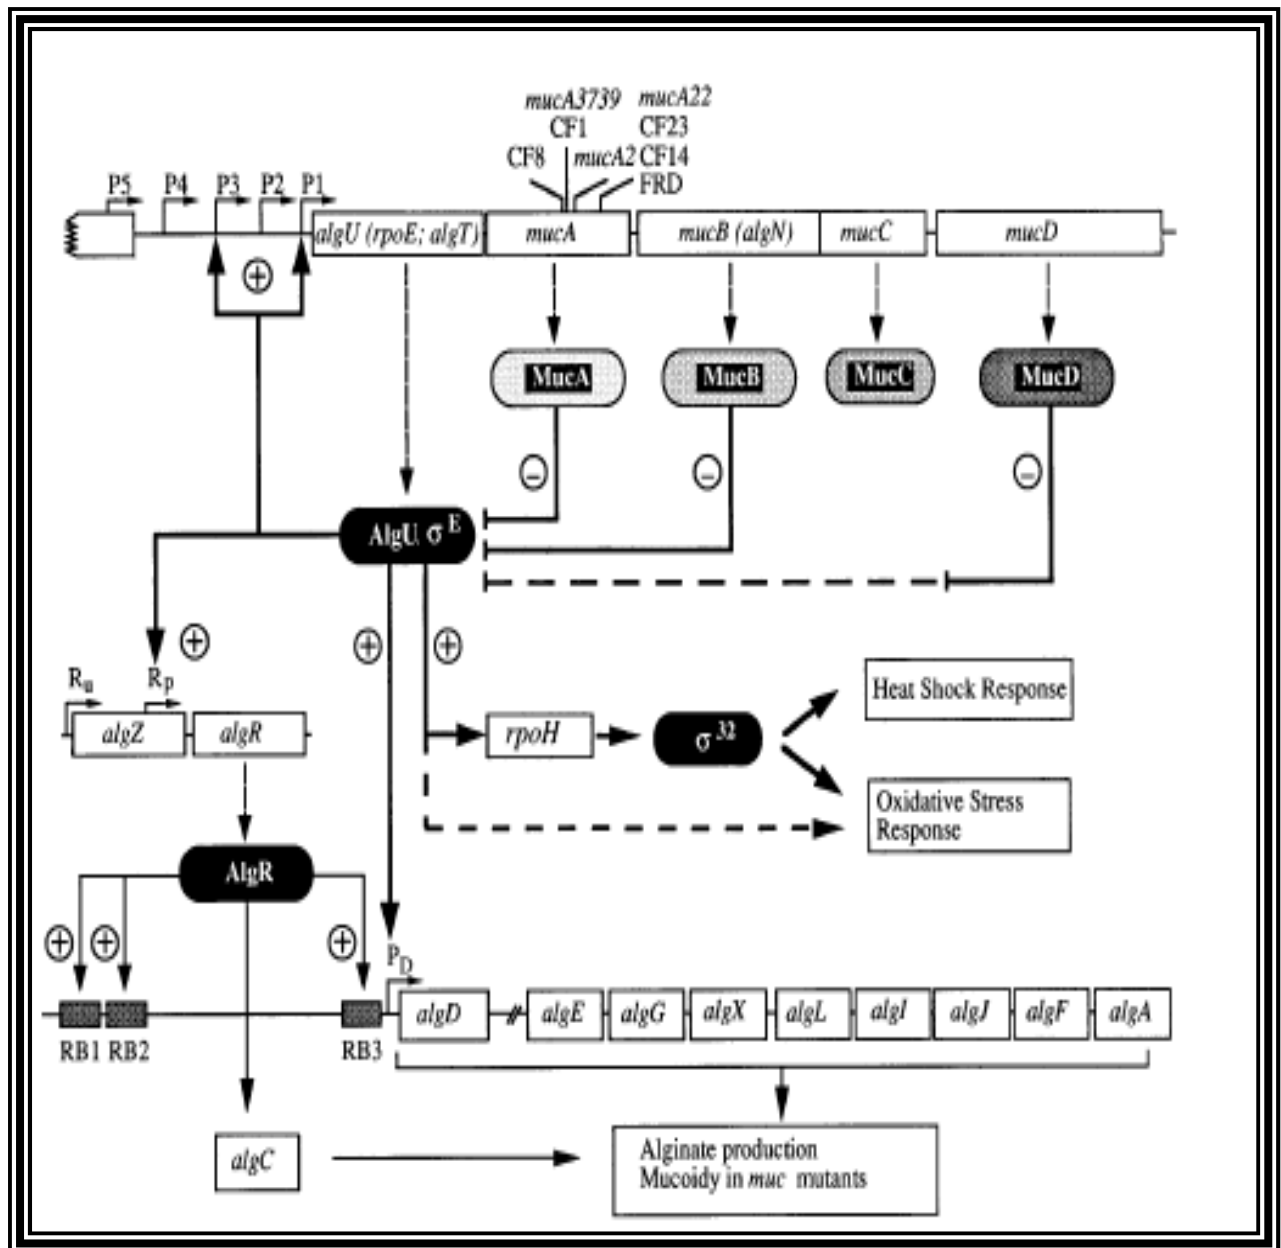 mucA3739 mucA22
CF1 CF23
CF8 mucA2 CF14
FRD
P5 P4 P3 P2 P1
algU (rpoE; algT) mucA mucB (algN) mucC mucD
+
MucA MucB MucC MucD
− − −
AlgU σE
+ + +
Ru Rp
algZ algR
rpoH σ32
Heat Shock Response
Oxidative Stress
Response
AlgR
+ + +
PD
algD algE algG algX algL algI algJ algF algA
RB1 RB2 RB3
algC
Alginate production
Mucoidy in muc mutants